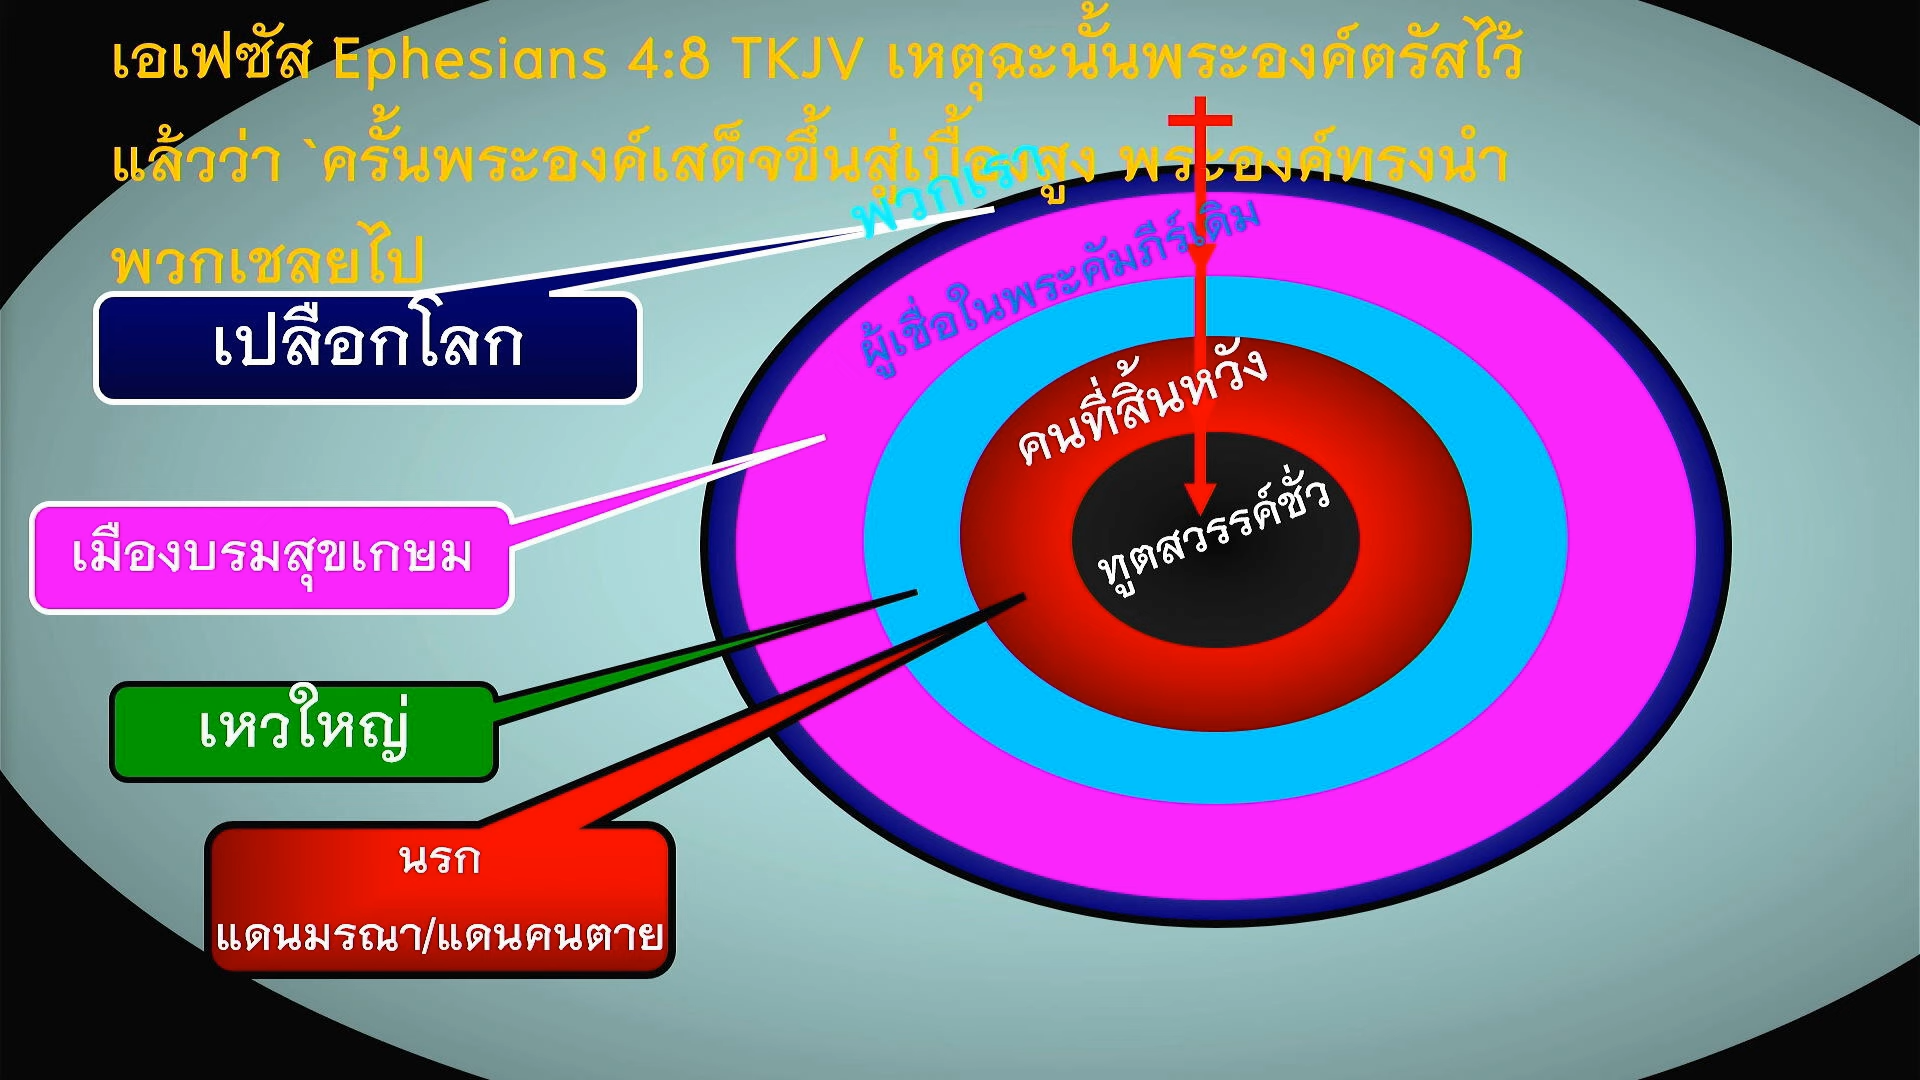 เอเฟซัส Ephesians 4:8 TKJV เหตุฉะนั้นพระองค์ตรัสไว้
แล้วว่า `ครั้นพระองค์เสด็จขึ้นสู่เบื้องสูง พระองค์ทรงนำ
พวกเชลยไป
พวกเรา
ผู้เชื่อในพระคัมภีร์เดิม
เปลือกโลก
คนที่สิ้นหวัง
ทูตสวรรค์ชั่ว
เมืองบรมสุขเกษม
เหวใหญ่
นรก
แดนมรณา/แดนคนตาย